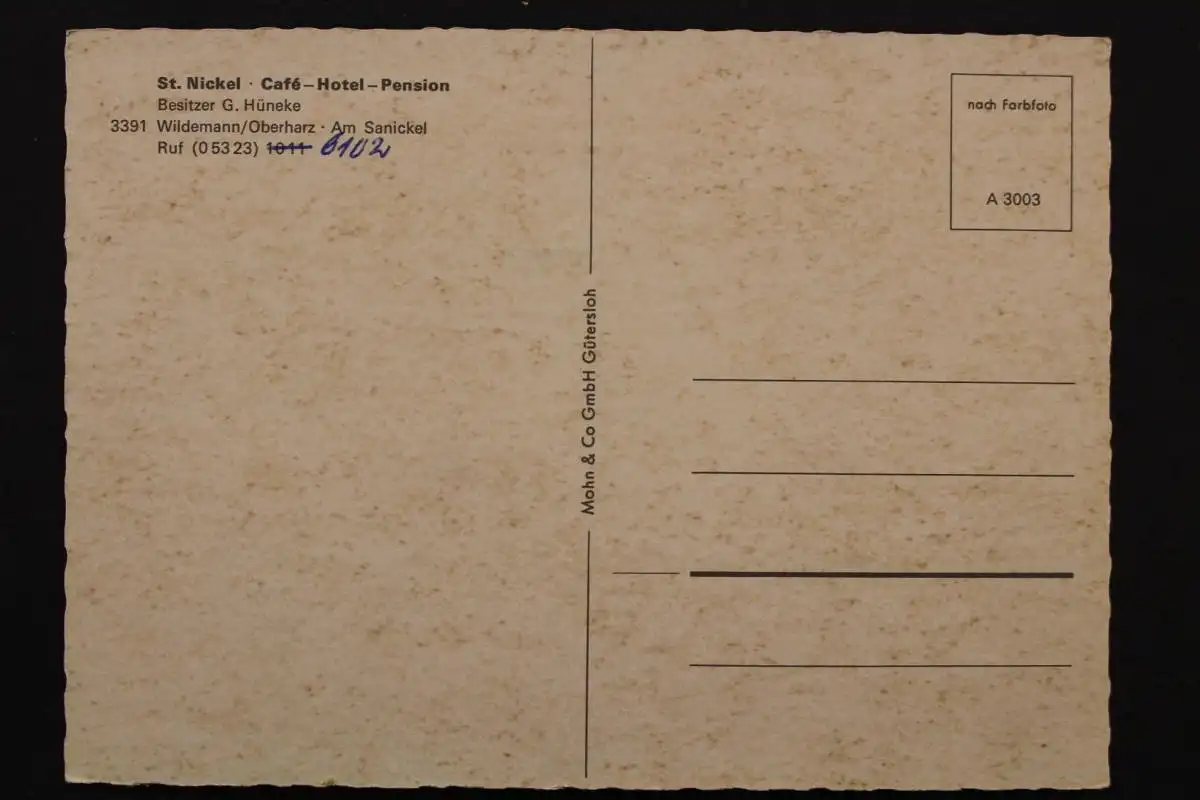 St. Nickel · Café – Hotel – Pension
Besitzer G. Hüneke
3391 Wildemann/Oberharz · Am Sanickel
Ruf (0 53 23) 1011 6102
Mohn & Co GmbH Gütersloh
nach Farbfoto
A 3003